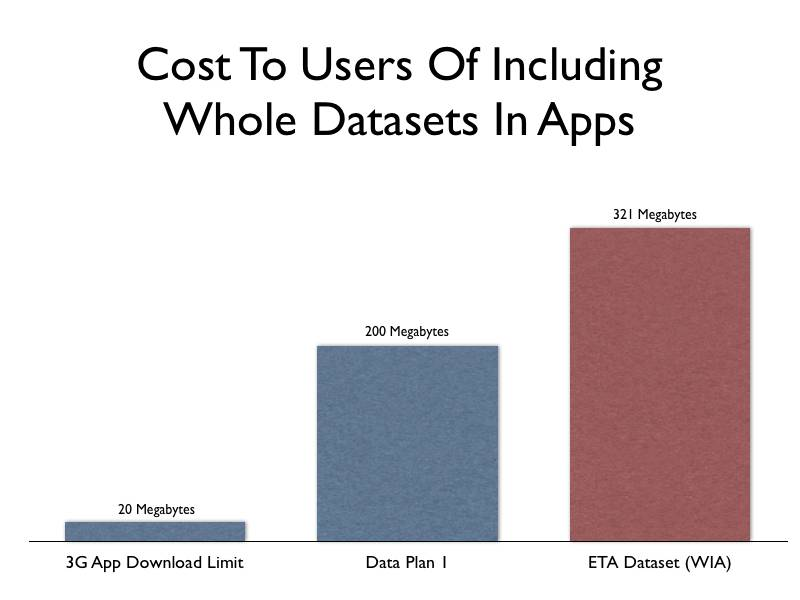 Cost To Users Of Including
Whole Datasets In Apps
321 Megabytes
200 Megabytes
20 Megabytes
3G App Download Limit
Data Plan 1
ETA Dataset (WIA)